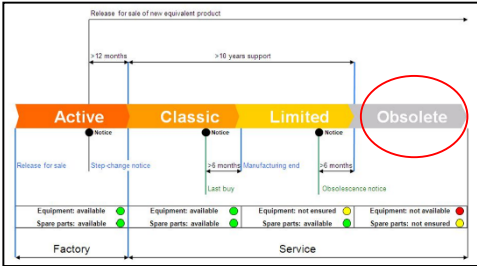 Release for sale of new equivalent product
>12 months
>10 years support
Active
Classic
Limited
Obsolete
Notice
Notice
Notice
Release for sale
Step-change notice
>6 months
Manufacturing end
>6 months
Last buy
Obsolescence notice
Equipment: available
Equipment: available
Equipment: not ensured
Equipment: not available
Spare parts: available
Spare parts: available
Spare parts: available
Spare parts: not ensured
Factory
Service